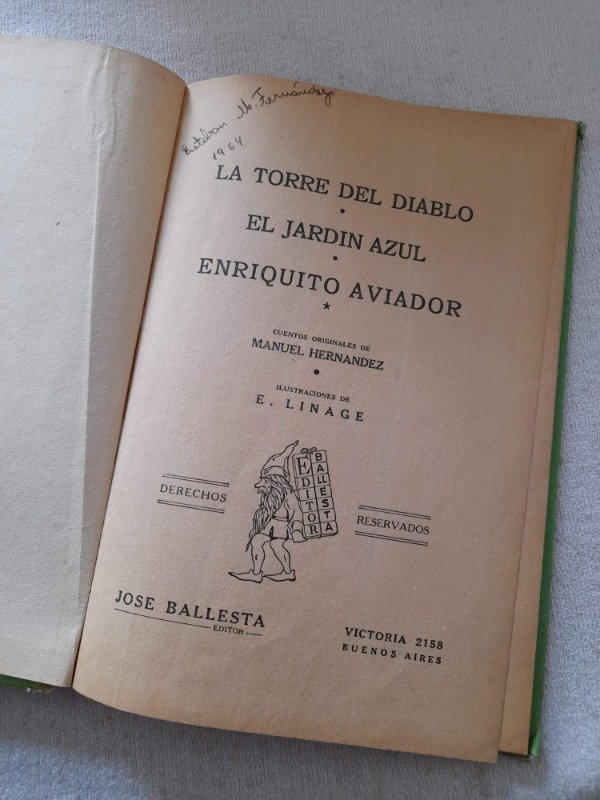 Esteban M. Fernández
1964
LA TORRE DEL DIABLO
•
EL JARDIN AZUL
•
ENRIQUITO AVIADOR
★
CUENTOS ORIGINALES DE
MANUEL HERNANDEZ
•
ILUSTRACIONES DE
E. LINAGE
EDITOR
BALLESTA
DERECHOS
RESERVADOS
JOSE BALLESTA
EDITOR
VICTORIA 2158
BUENOS AIRES